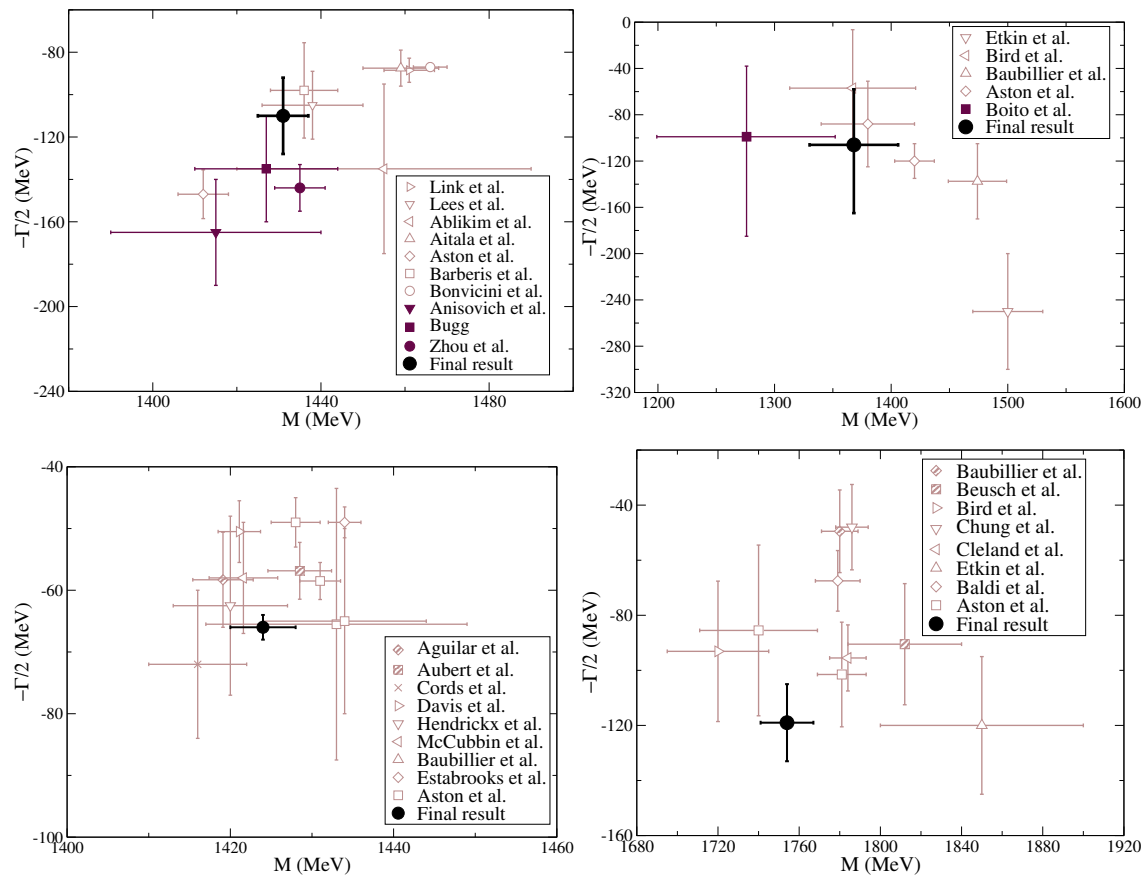 -80
-120
-160
-200
-240
−Γ/2 (MeV)
1400
1440
1480
M (MeV)
Link et al.
Lees et al.
Ablikim et al.
Aitala et al.
Aston et al.
Barberis et al.
Bonvicini et al.
Anisovich et al.
Bugg
Zhou et al.
Final result
0
-40
-80
-120
-160
-200
-240
-280
-320
−Γ/2 (MeV)
1200
1300
1400
1500
1600
M (MeV)
Etkin et al.
Bird et al.
Baubillier et al.
Aston et al.
Boito et al.
Final result
-40
-60
-80
-100
−Γ/2 (MeV)
1400
1420
1440
1460
M (MeV)
Aguilar et al.
Aubert et al.
Cords et al.
Davis et al.
Hendrickx et al.
McCubbin et al.
Baubillier et al.
Estabrooks et al.
Aston et al.
Final result
-40
-80
-120
-160
−Γ/2 (MeV)
1680
1720
1760
1800
1840
1880
1920
M (MeV)
Baubillier et al.
Beusch et al.
Bird et al.
Chung et al.
Cleland et al.
Etkin et al.
Baldi et al.
Aston et al.
Final result